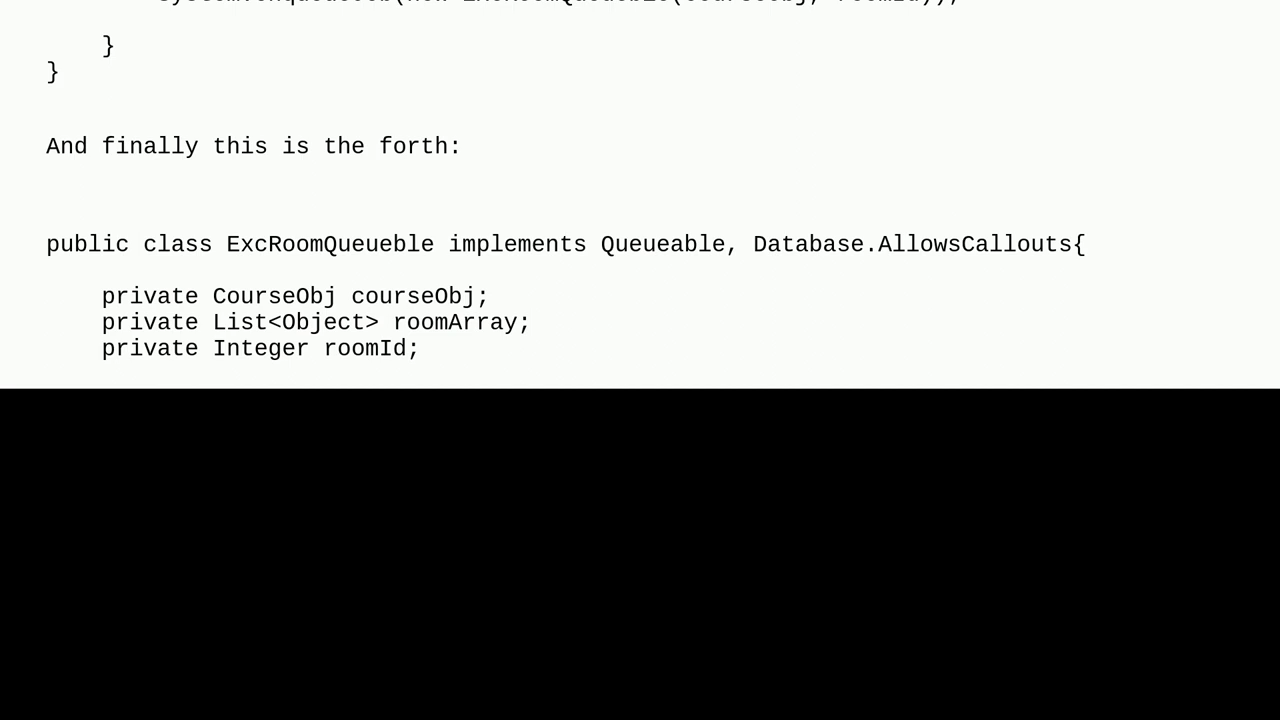 }
}
And finally this is the forth:
public class ExcRoomQueueble implements Queueable, Database.AllowsCallouts{
    private CourseObj courseObj;
    private List<Object> roomArray;
    private Integer roomId;